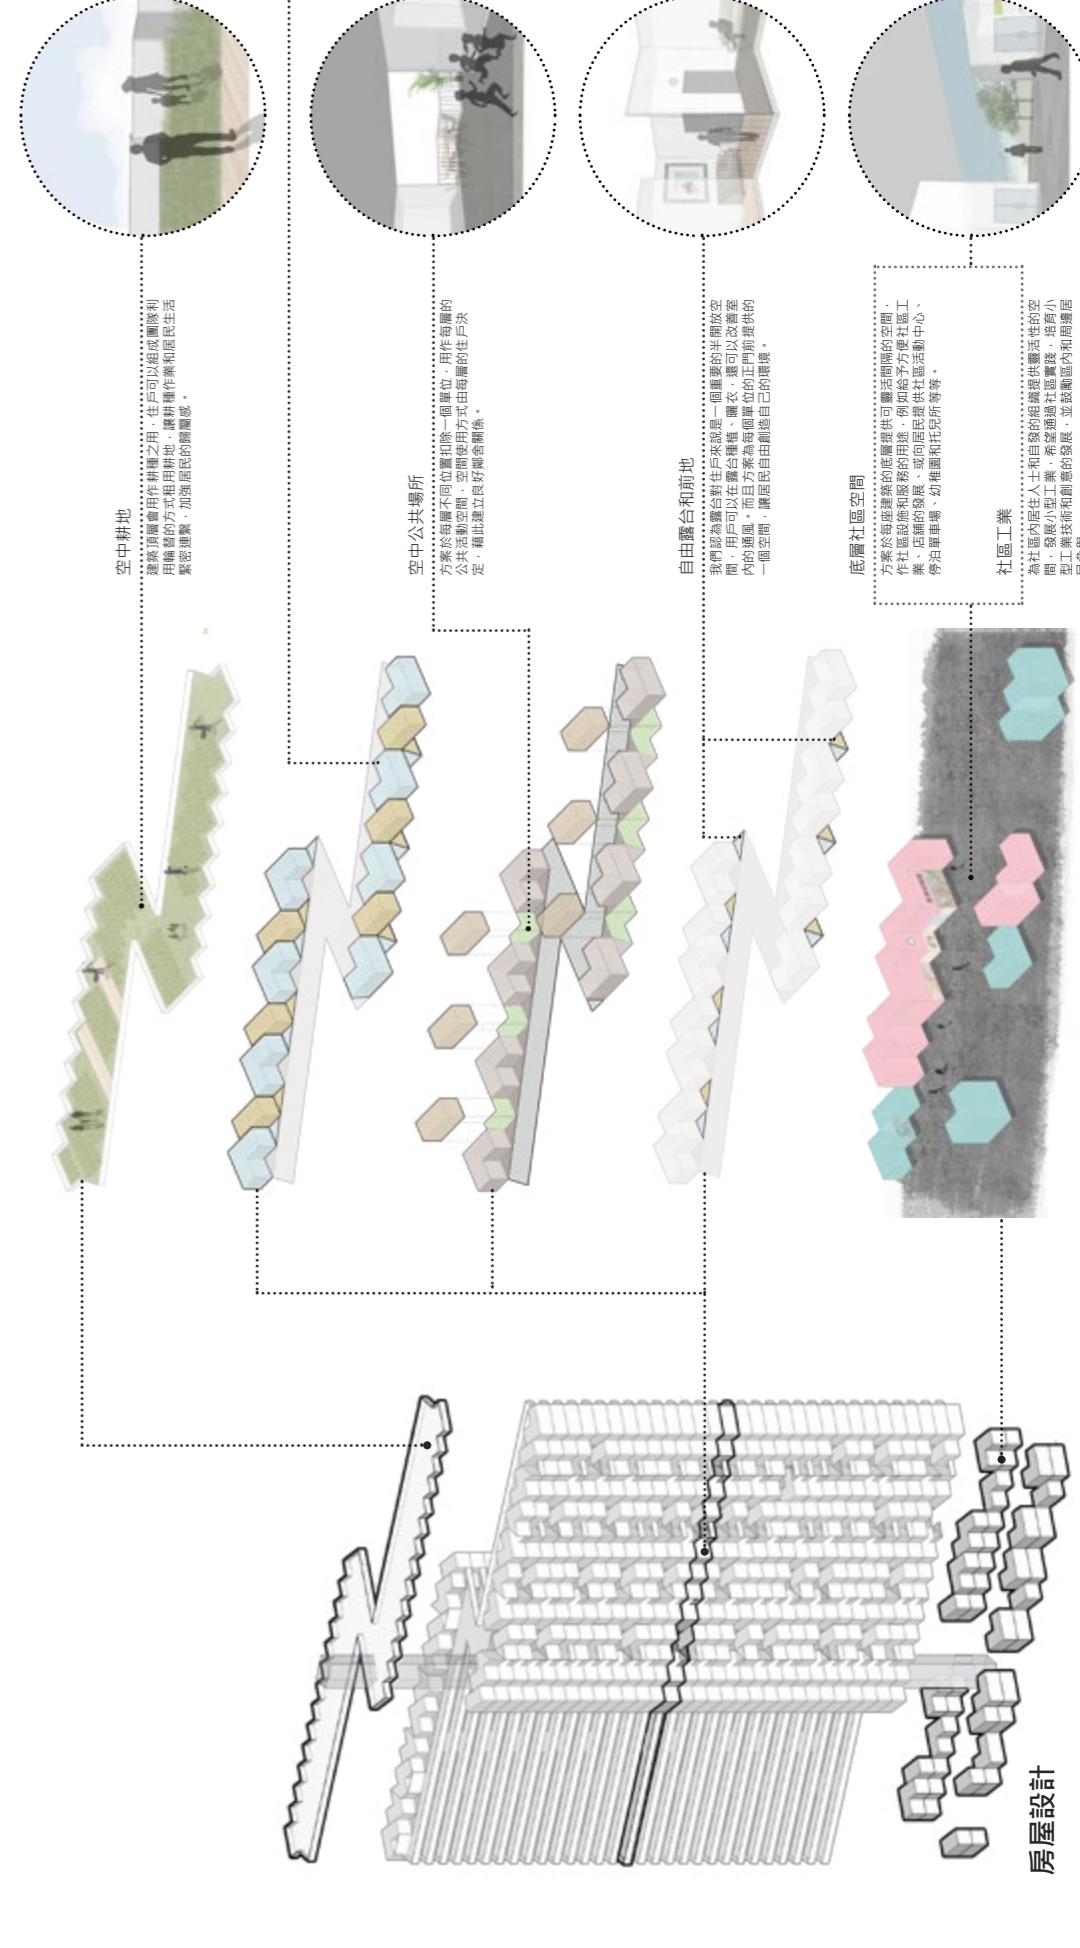 房屋設計
空中耕地
建築頂層會用作耕種之用，住戶可以組成團隊利
用輪替的方式租用耕地，讓耕種作業和居民生活
緊密連繫，加強居民的歸屬感。
空中公共場所
方案於每層不同位置扣除一個單位，用作每層的
公共活動空間，空間使用方式由每層的住戶決
定，藉此建立良好鄰舍關係。
自由露台和前地
我們認為露台對住戶來說是一個重要的半開放空
間，用戶可以在露台種植、曬衣，還可以改善室
內的通風。而且方案為每個單位的正門前提供的
一個空間，讓居民自由創造自己的環境。
底層社區空間
方案於每座建築的底層提供可靈活間隔的空間，
作社區設施和服務的用途，例如給予方便社區工
業、店舖的發展、或向居民提供社區活動中心、
停泊單車場、幼稚園和托兒所等等。
社區工業
為社區內居住人士和自發的組織提供靈活性的空
間，發展小型工業，希望通過社區實踐，培育小
型工業技術和創意的發展，並鼓勵區內和周邊居